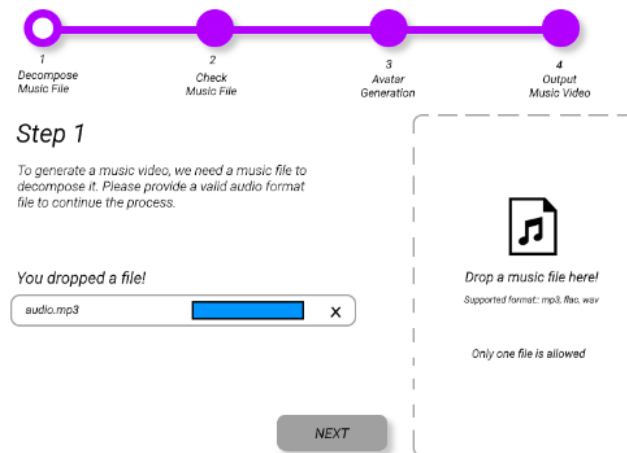 1
Decompose
Music File
2
Check
Music File
3
Avatar
Generation
4
Output
Music Video
Step 1
To generate a music video, we need a music file to
decompose it. Please provide a valid audio format
file to continue the process.
You dropped a file!
audio.mp3
X
NEXT
Drop a music file here!
Supported format: mp3, flac, wav
Only one file is allowed